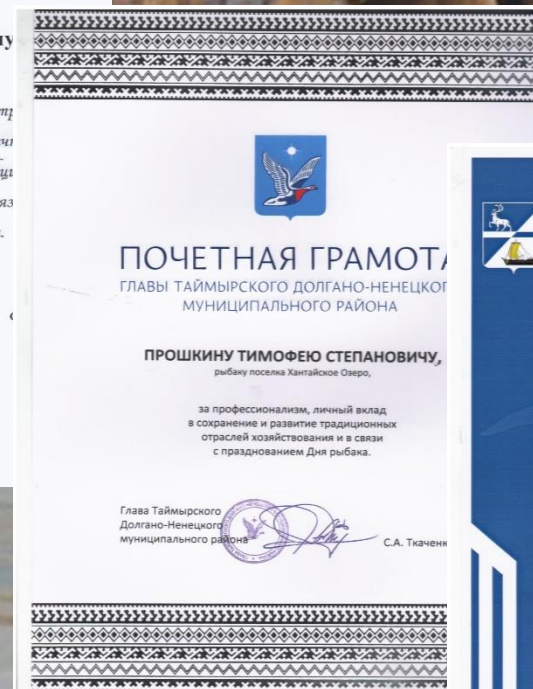 ПОЧЕТНАЯ ГРАМОТА
ГЛАВЫ ТАЙМЫРСКОГО ДОЛГАНО-НЕНЕЦКОГ
МУНИЦИПАЛЬНОГО РАЙОНА
ПРОШКИНУ ТИМОФЕЮ СТЕПАНОВИЧУ,
рыбаку поселка Хантайское Озеро,
за профессионализм, личный вклад
в сохранение и развитие традиционных
отраслей хозяйствования и в связи
с празднованием Дня рыбака.
Глава Таймырского
Долгано-Ненецкого
муниципального района
С.А. Ткаченк